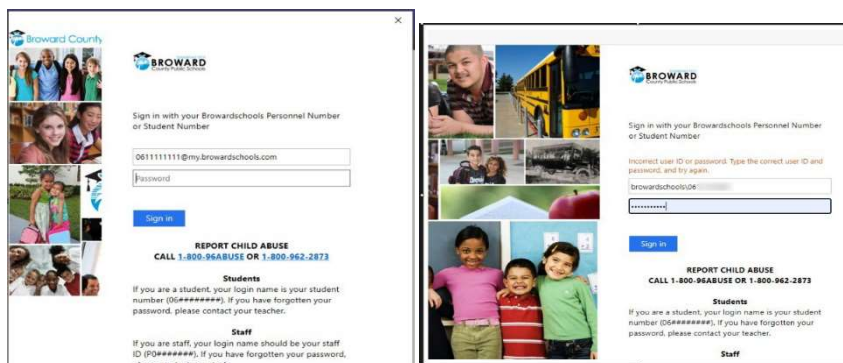 Broward County
BROWARD
County Public Schools
Sign in with your Browardschools Personnel Number
or Student Number
0611111111@my.browardschools.com
Password
Sign in
REPORT CHILD ABUSE
CALL 1-800-96ABUSE OR 1-800-962-2873
Students
If you are a student, your login name is your student
number (06########). If you have forgotten your
password, please contact your teacher.
Staff
If you are staff, your login name should be your staff
ID (P0#######). If you have forgotten your password,
BROWARD
County Public Schools
Sign in with your Browardschools Personnel Number
or Student Number
Incorrect user ID or password. Type the correct user ID and
password, and try again.
browardschools\06
Sign in
REPORT CHILD ABUSE
CALL 1-800-96ABUSE OR 1-800-962-2873
Students
If you are a student, your login name is your student
number (06########). If you have forgotten your
password, please contact your teacher.
Staff